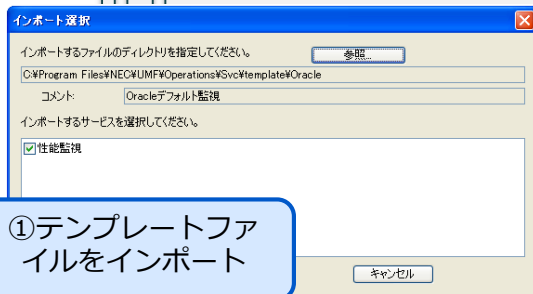 インポート選択
インポートするファイルのディレクトリを指定してください。
参照...
C:¥Program Files¥NEC¥UMF¥Operations¥Svc¥template¥Oracle
コメント:
Oracleデフォルト監視
インポートするサービスを選択してください。
性能監視
①テンプレートファ
イルをインポート
キャンセル